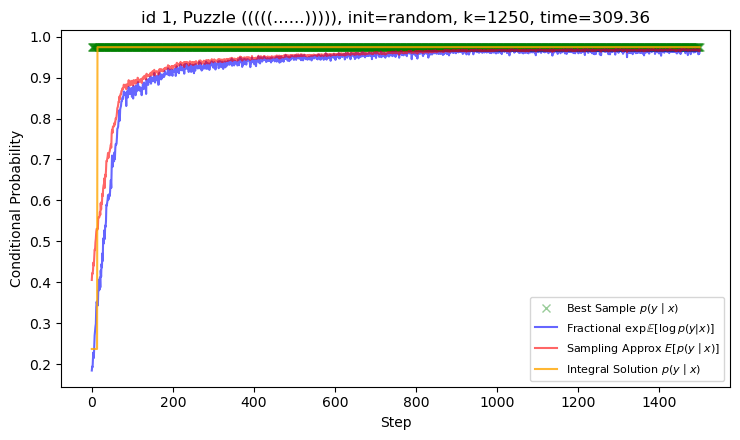 id 1, Puzzle (((((......))))), init=random, k=1250, time=309.36
Conditional Probability
1.0
0.9
0.8
0.7
0.6
0.5
0.4
0.3
0.2
0
200
400
600
800
1000
1200
1400
Step
Best Sample p(y | x)
Fractional exp𝔼[log p(y|x)]
Sampling Approx E[p(y | x)]
Integral Solution p(y | x)